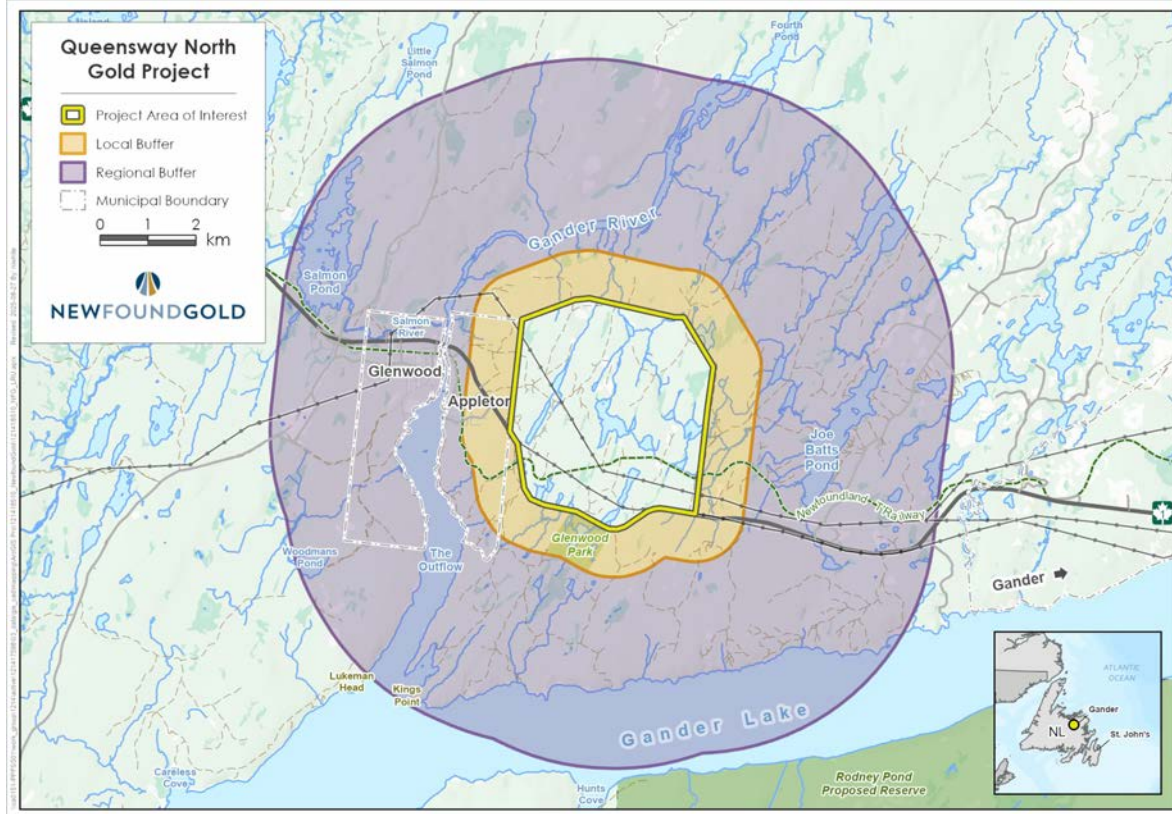 Queensway North
Gold Project
Project Area of Interest
Local Buffer
Regional Buffer
Municipal Boundary
0 1 2
km
NEWFOUNDGOLD
Little
Salmon
Pond
Fourth
Pond
Gander River
Salmon
Pond
Salmon
River
Glenwood
Appleton
Joe
Batts
Pond
Newfoundland T'Railway
Glenwood
Park
Woodmans
Pond
The
Outflow
Gander
Lukeman
Head
Kings
Point
Gander Lake
Careless
Cove
Hunts
Cove
Rodney Pond
Proposed Reserve
ATLANTIC
OCEAN
Gander
NL
St. John's